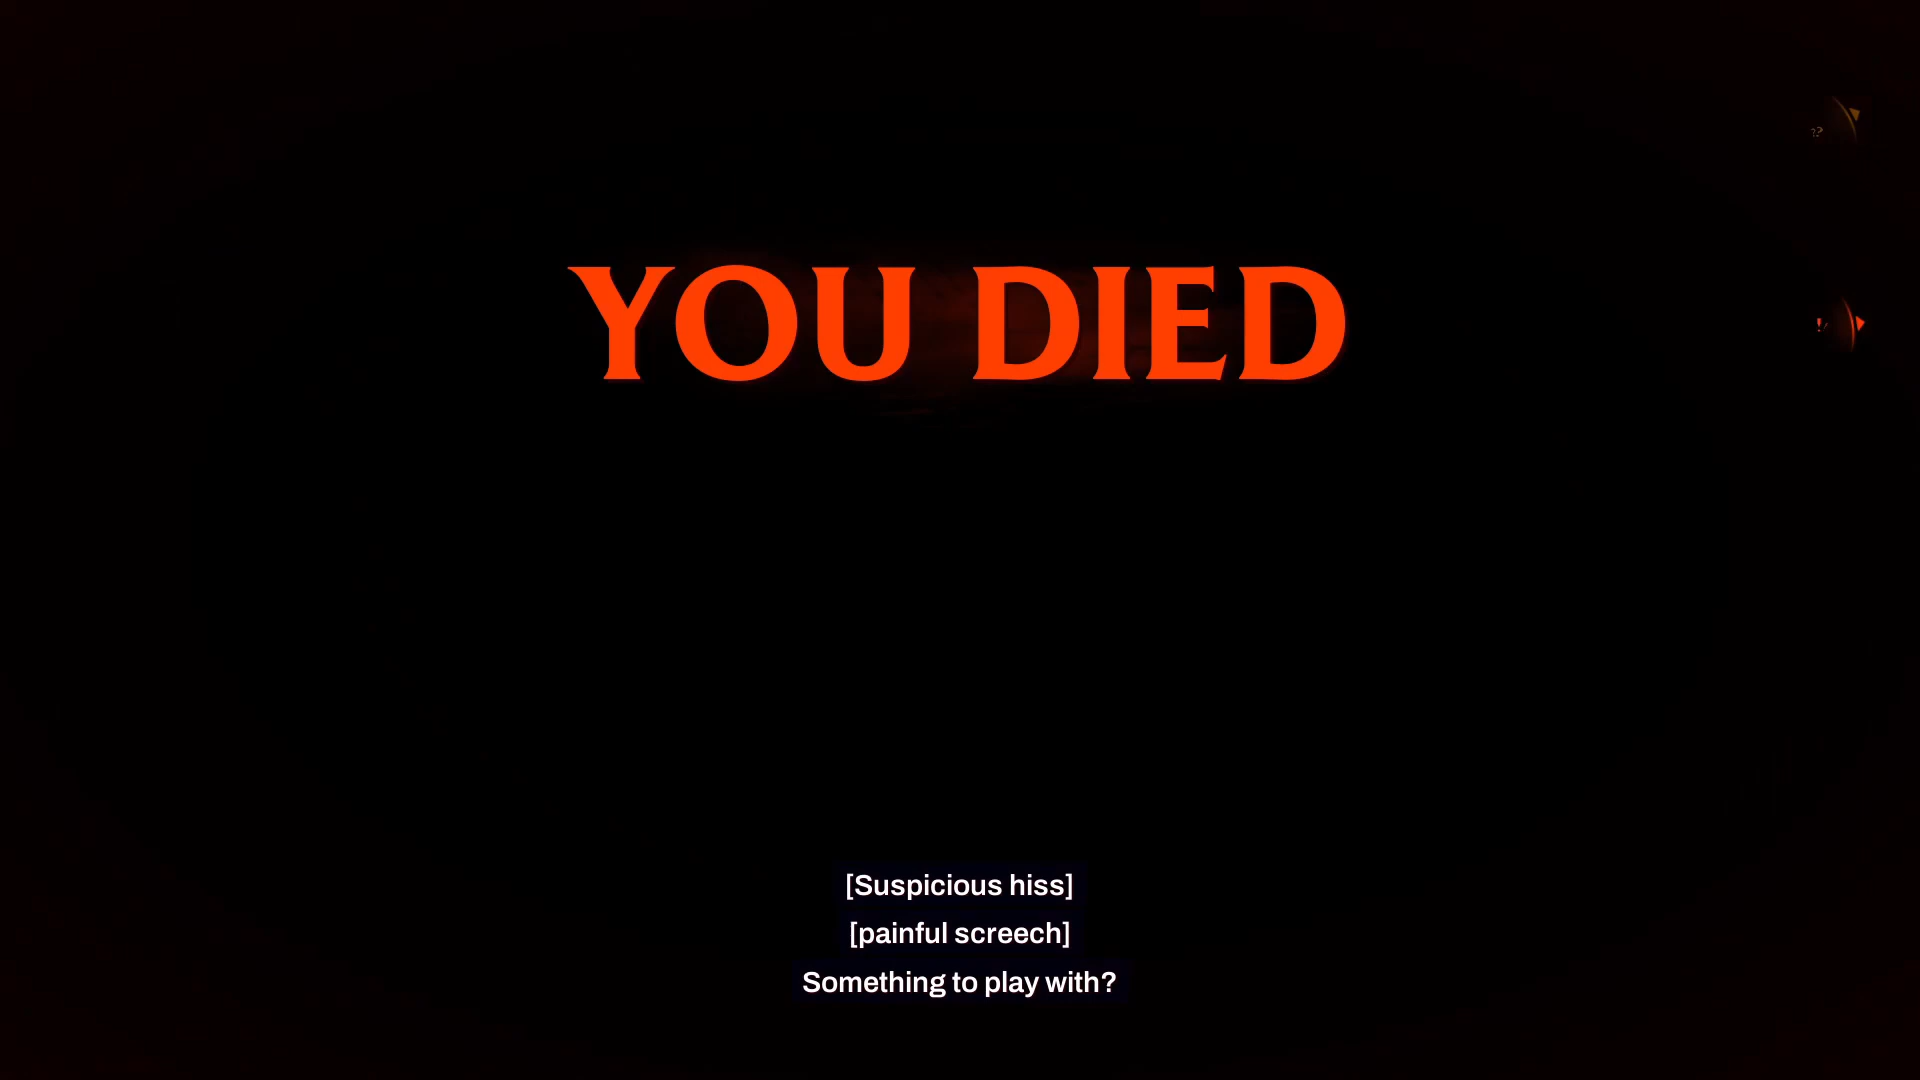 YOU DIED
[Suspicious hiss]
[painful screech]
Something to play with?